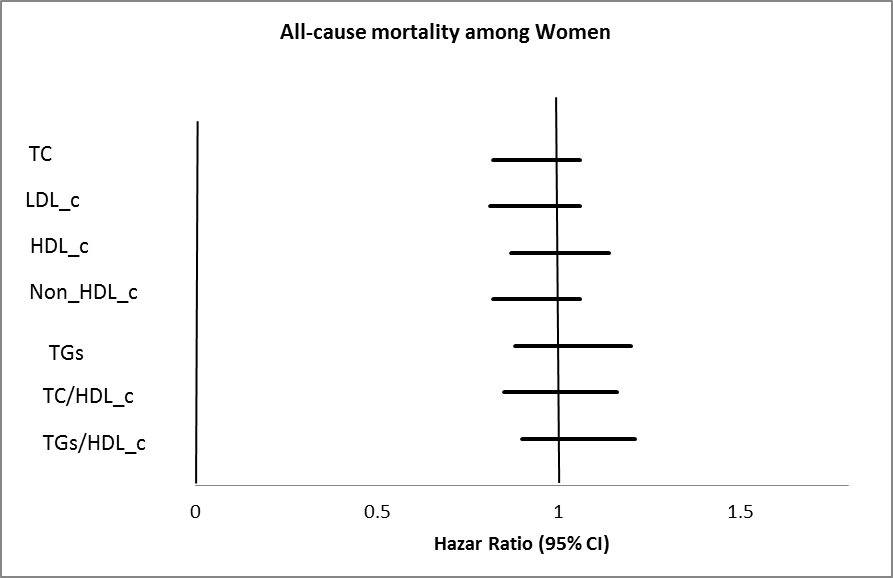 All-cause mortality among Women
TC
LDL_c
HDL_c
Non_HDL_c
TGs
TC/HDL_c
TGs/HDL_c
0 0.5 1 1.5
Hazar Ratio (95% CI)